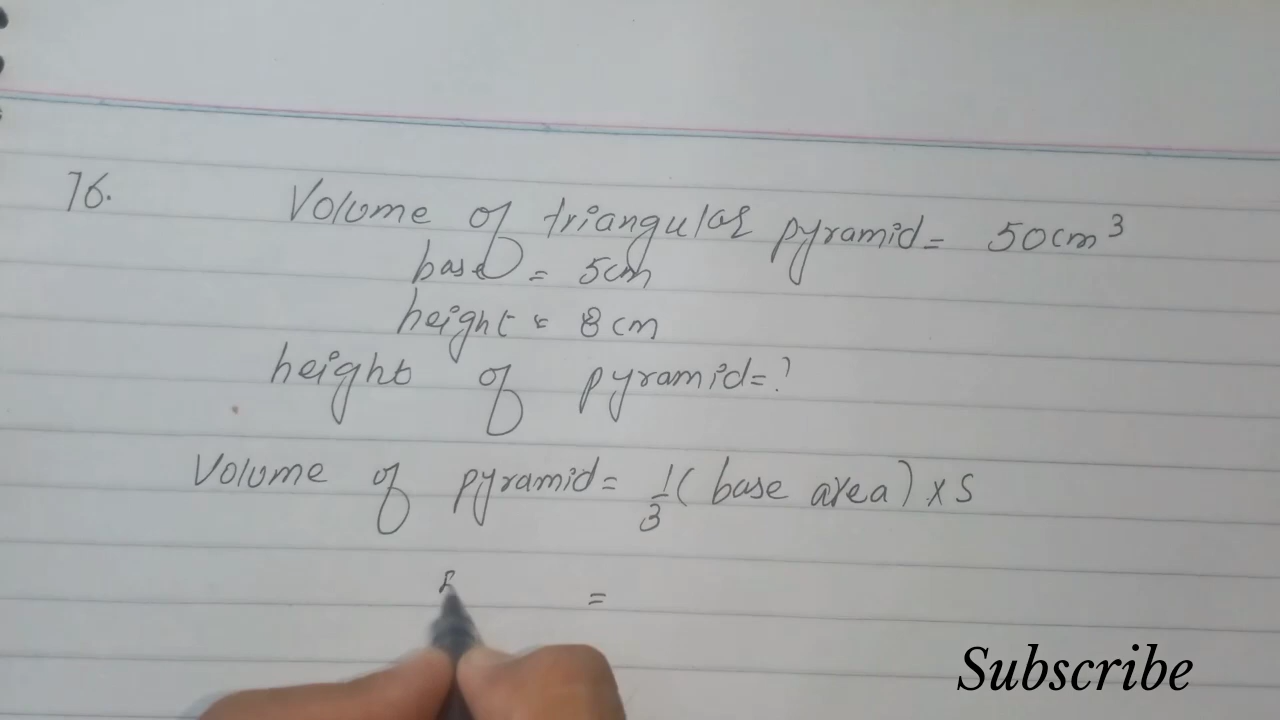 76.
Volume of triangular pyramid= 50cm³
base = 5cm
height = 8cm
height of pyramid=?
Volume of pyramid= 1/3 ( base area) x S
=
Subscribe